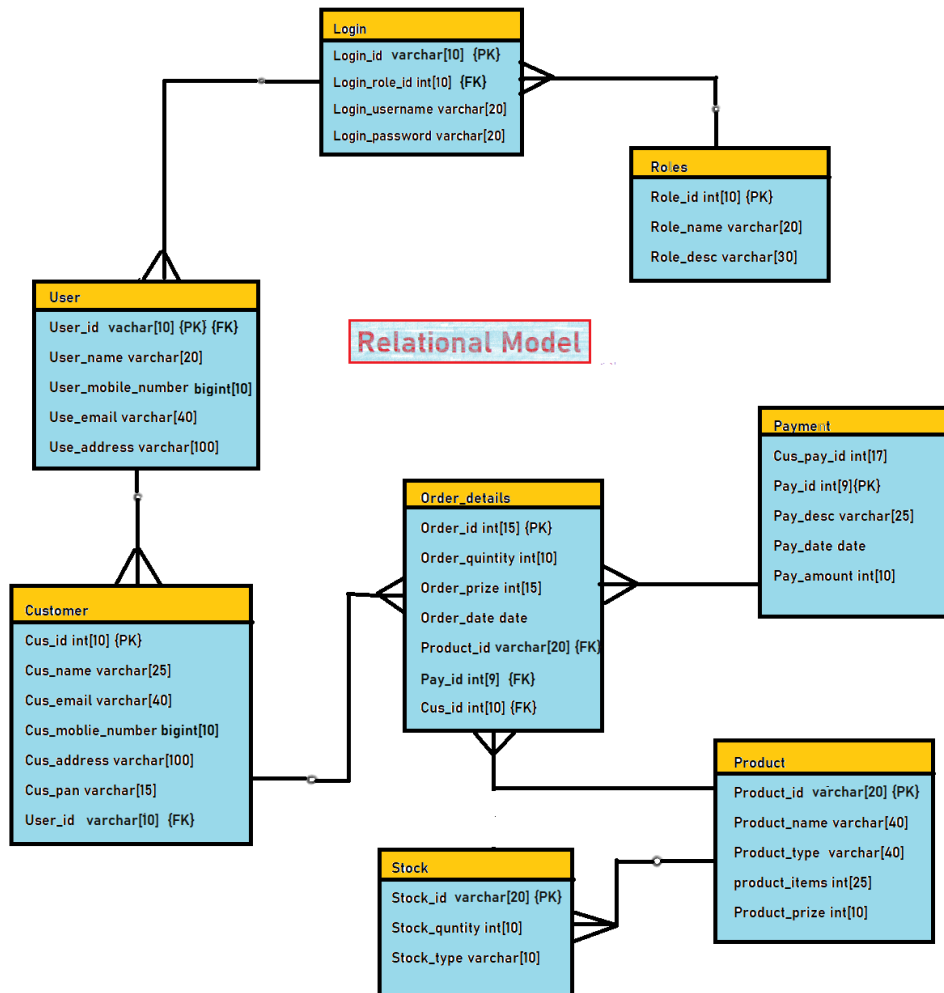 Login
Login_id varchar[10] {PK}
Login_role_id int[10] {FK}
Login_username varchar[20]
Login_password varchar[20]
Roles
Role_id int[10] {PK}
Role_name varchar[20]
Role_desc varchar[30]
User
User_id vachar[10] {PK} {FK}
User_name varchar[20]
User_mobile_number bigint[10]
Use_email varchar[40]
Use_address varchar[100]
Relational Model
Payment
Cus_pay_id int[17]
Pay_id int[9]{PK}
Pay_desc varchar[25]
Pay_date date
Pay_amount int[10]
Order_details
Order_id int[15] {PK}
Order_quintity int[10]
Order_prize int[15]
Order_date date
Product_id varchar[20] {FK}
Pay_id int[9] {FK}
Cus_id int[10] {FK}
Customer
Cus_id int[10] {PK}
Cus_name varchar[25]
Cus_email varchar[40]
Cus_moblie_number bigint[10]
Cus_address varchar[100]
Cus_pan varchar[15]
User_id varchar[10] {FK}
Product
Product_id varchar[20] {PK}
Product_name varchar[40]
Product_type varchar[40]
product_items int[25]
Product_prize int[10]
Stock
Stock_id varchar[20] {PK}
Stock_quntity int[10]
Stock_type varchar[10]